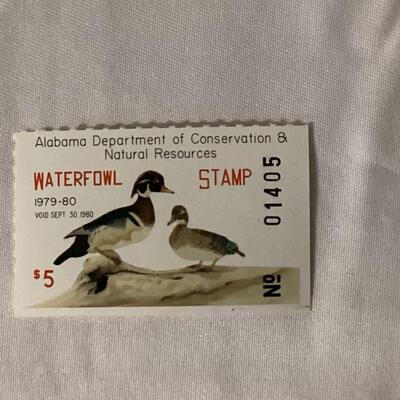 Alabama Department of Conservation &
Natural Resources
WATERFOWL STAMP
1979-80
VOID SEPT. 30, 1980
$5
No 01405